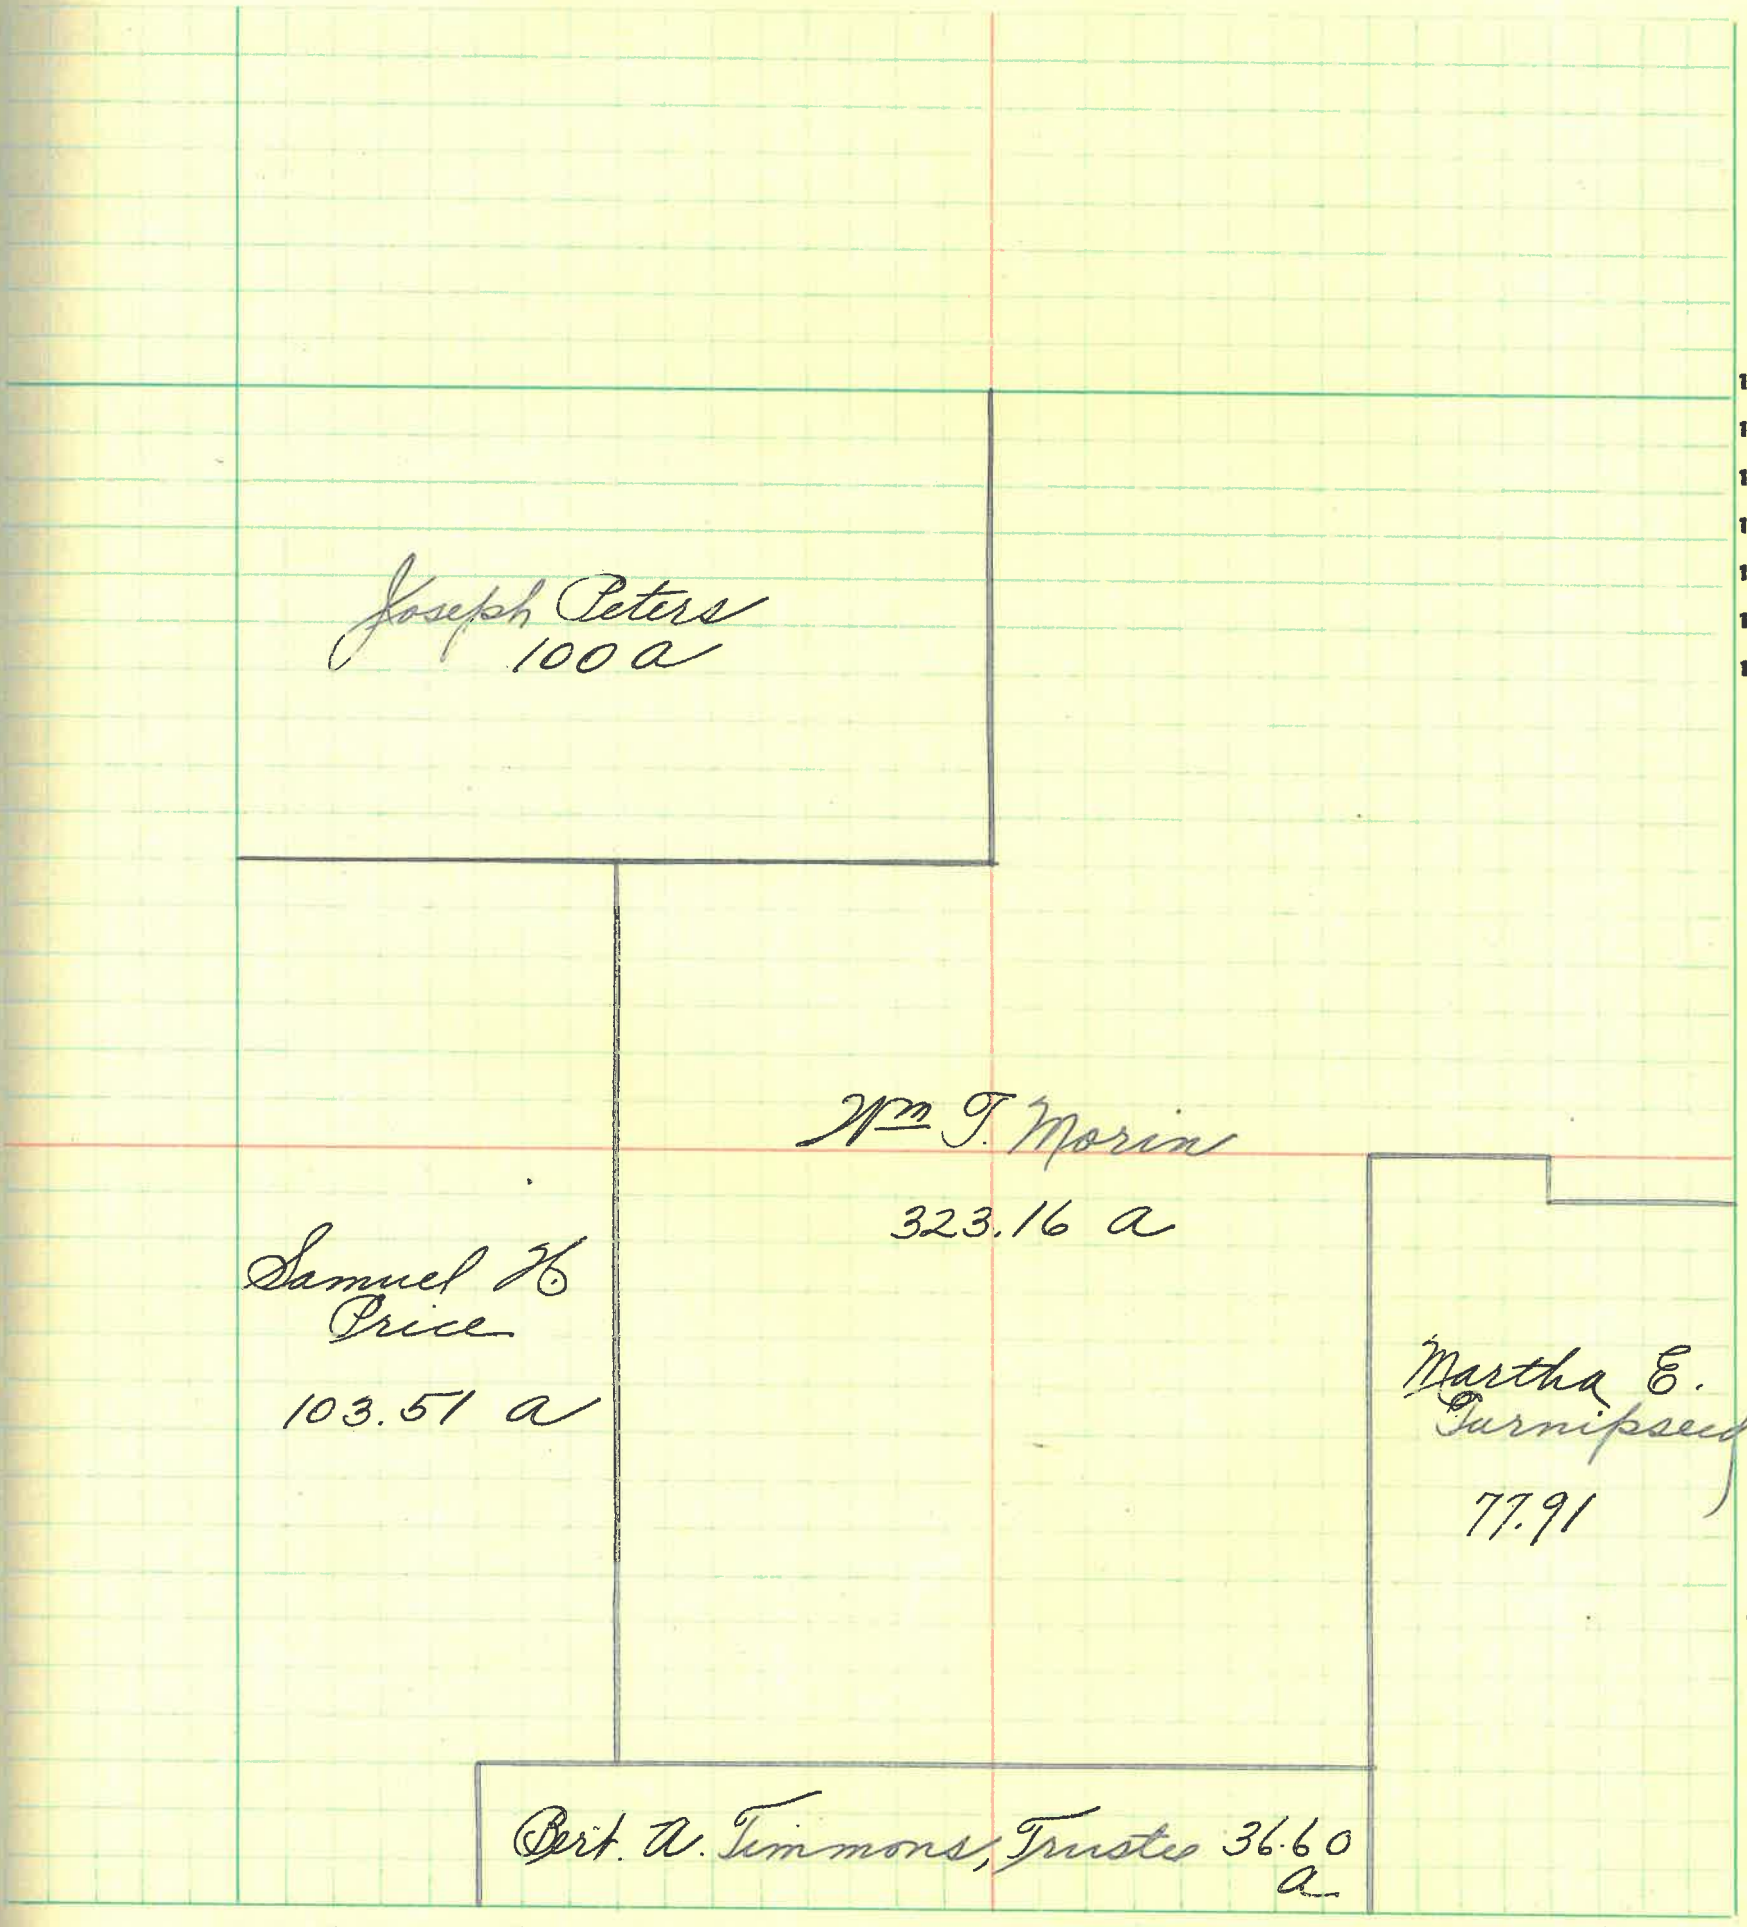 Joseph Peters
100 a
Wm T. Morin
323.16 a
Samuel H.
Price
103.51 a
Martha E.
Turnipseed
77.91
Bert. A. Timmons, Trustee 36.60
a